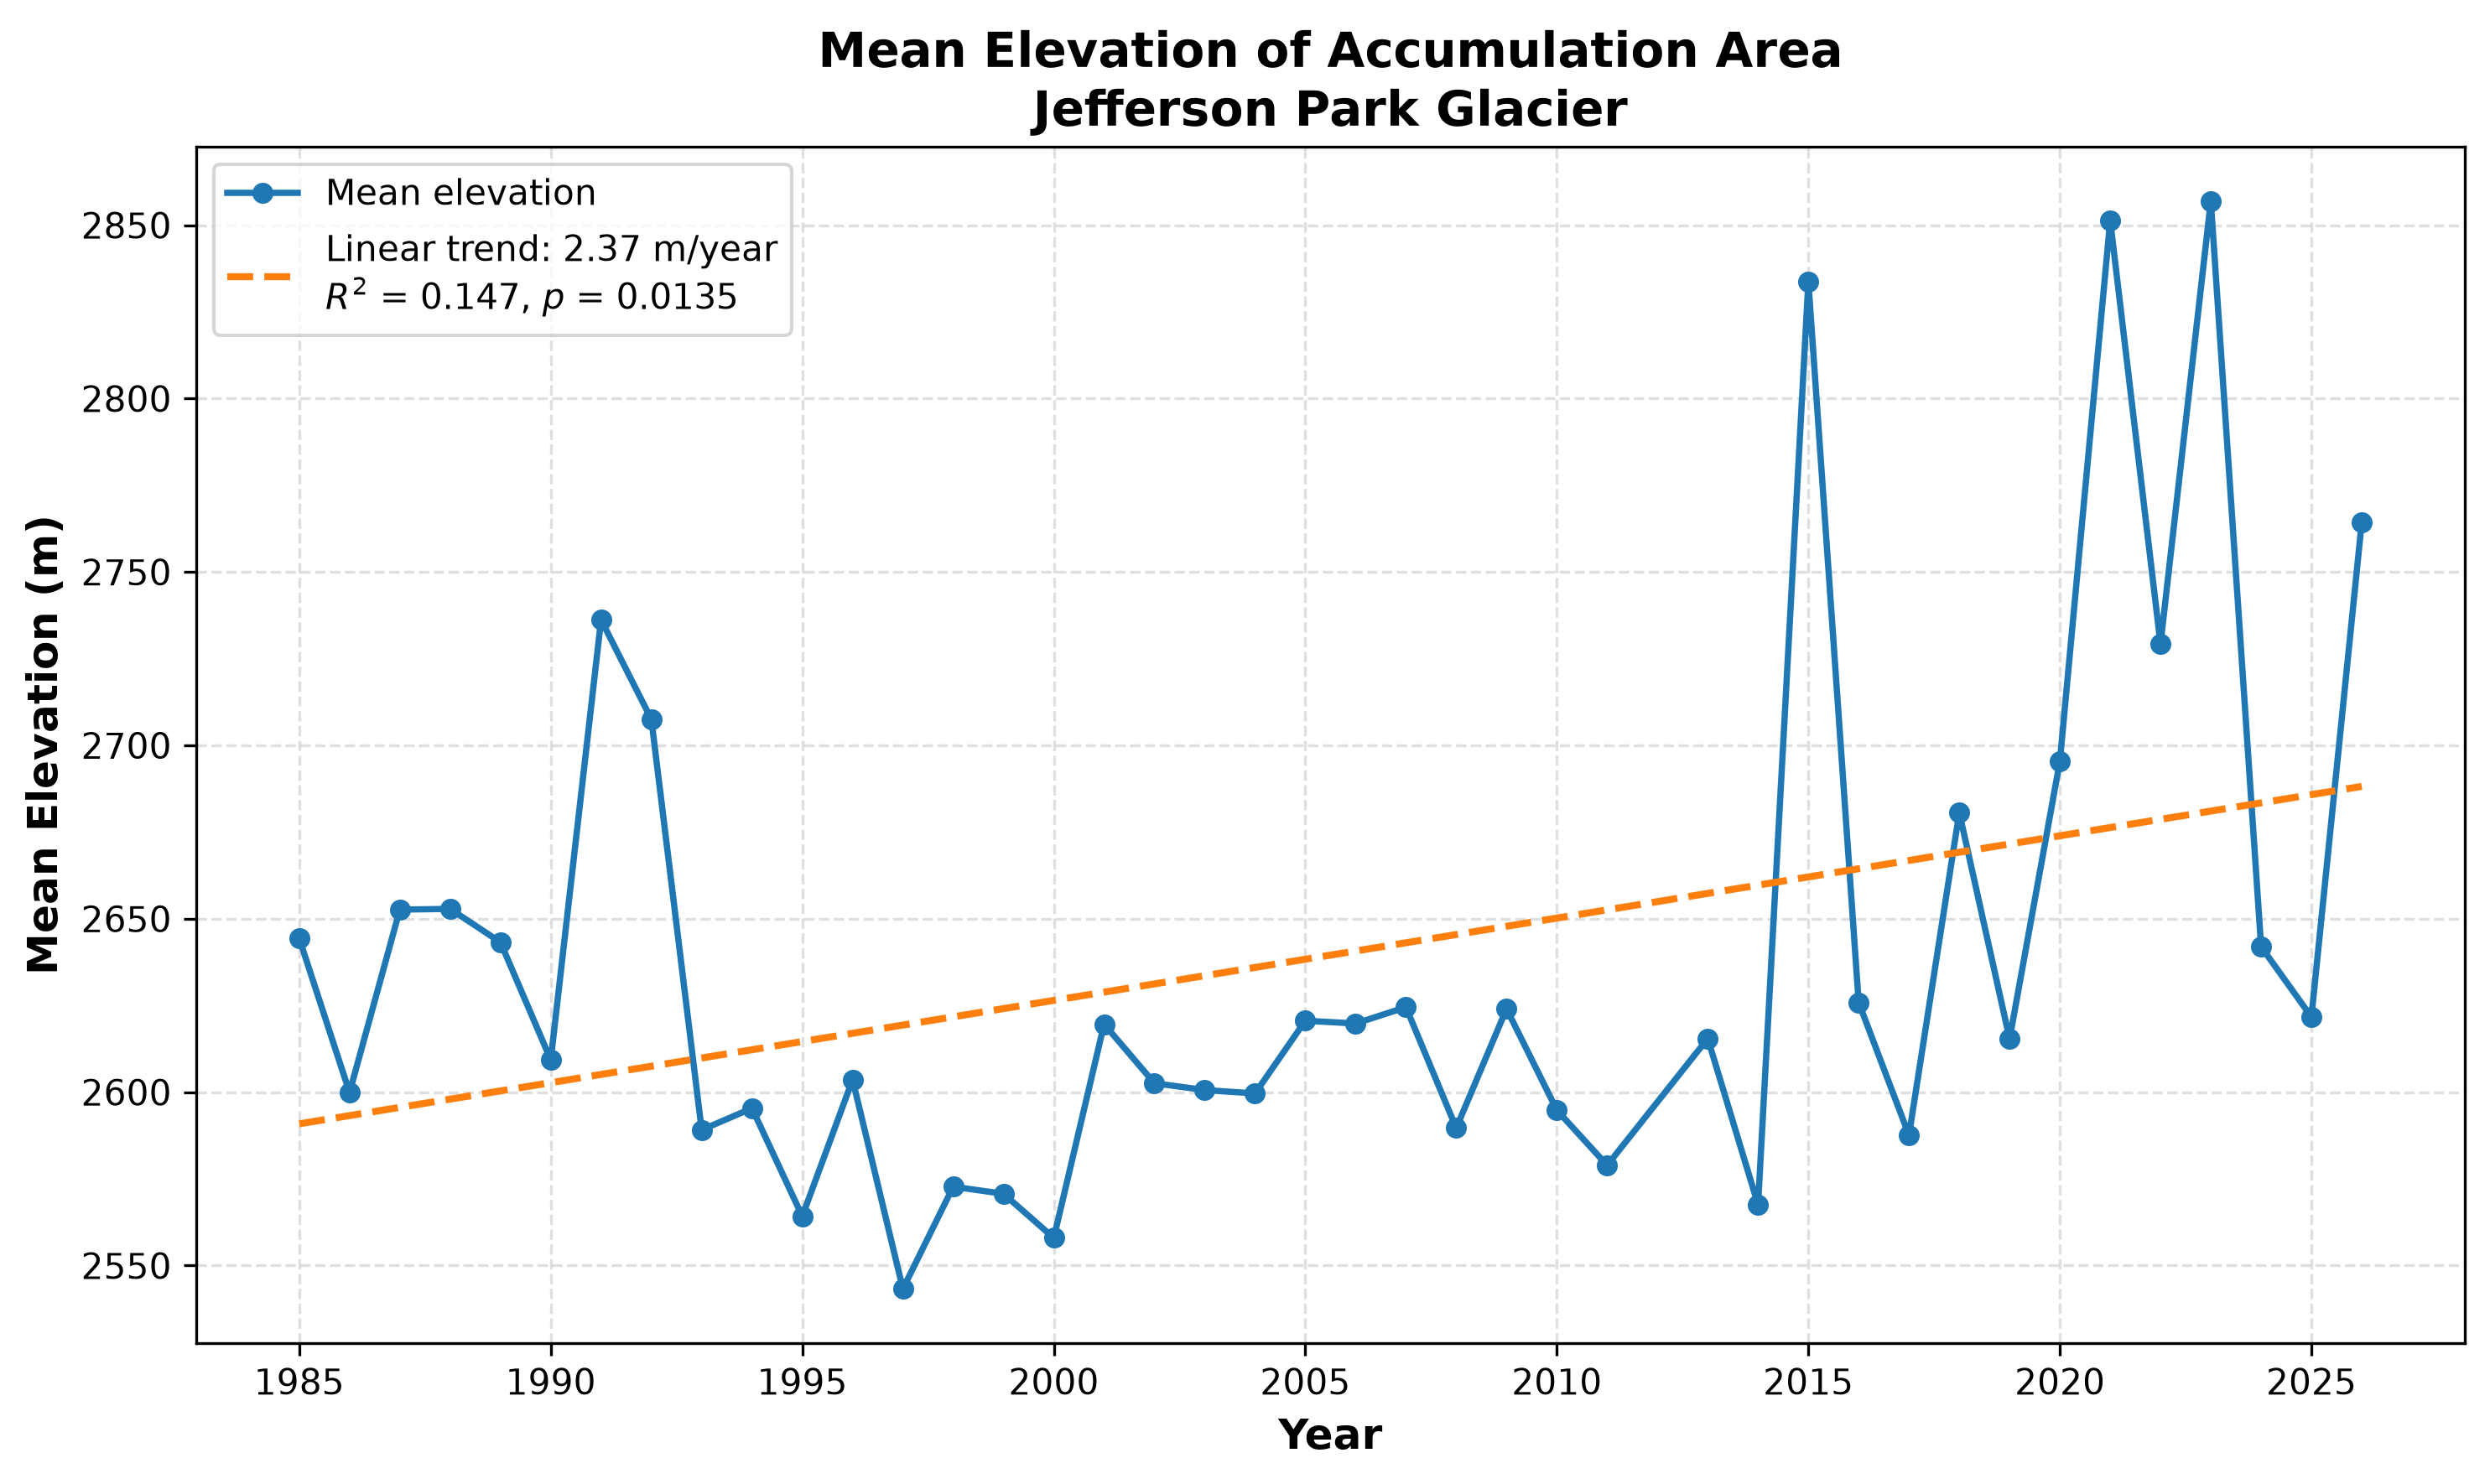 Mean Elevation of Accumulation Area
Jefferson Park Glacier
Mean elevation
Linear trend: 2.37 m/year
R² = 0.147, p = 0.0135
Mean Elevation (m)
2850
2800
2750
2700
2650
2600
2550
1985 1990 1995 2000 2005 2010 2015 2020 2025
Year